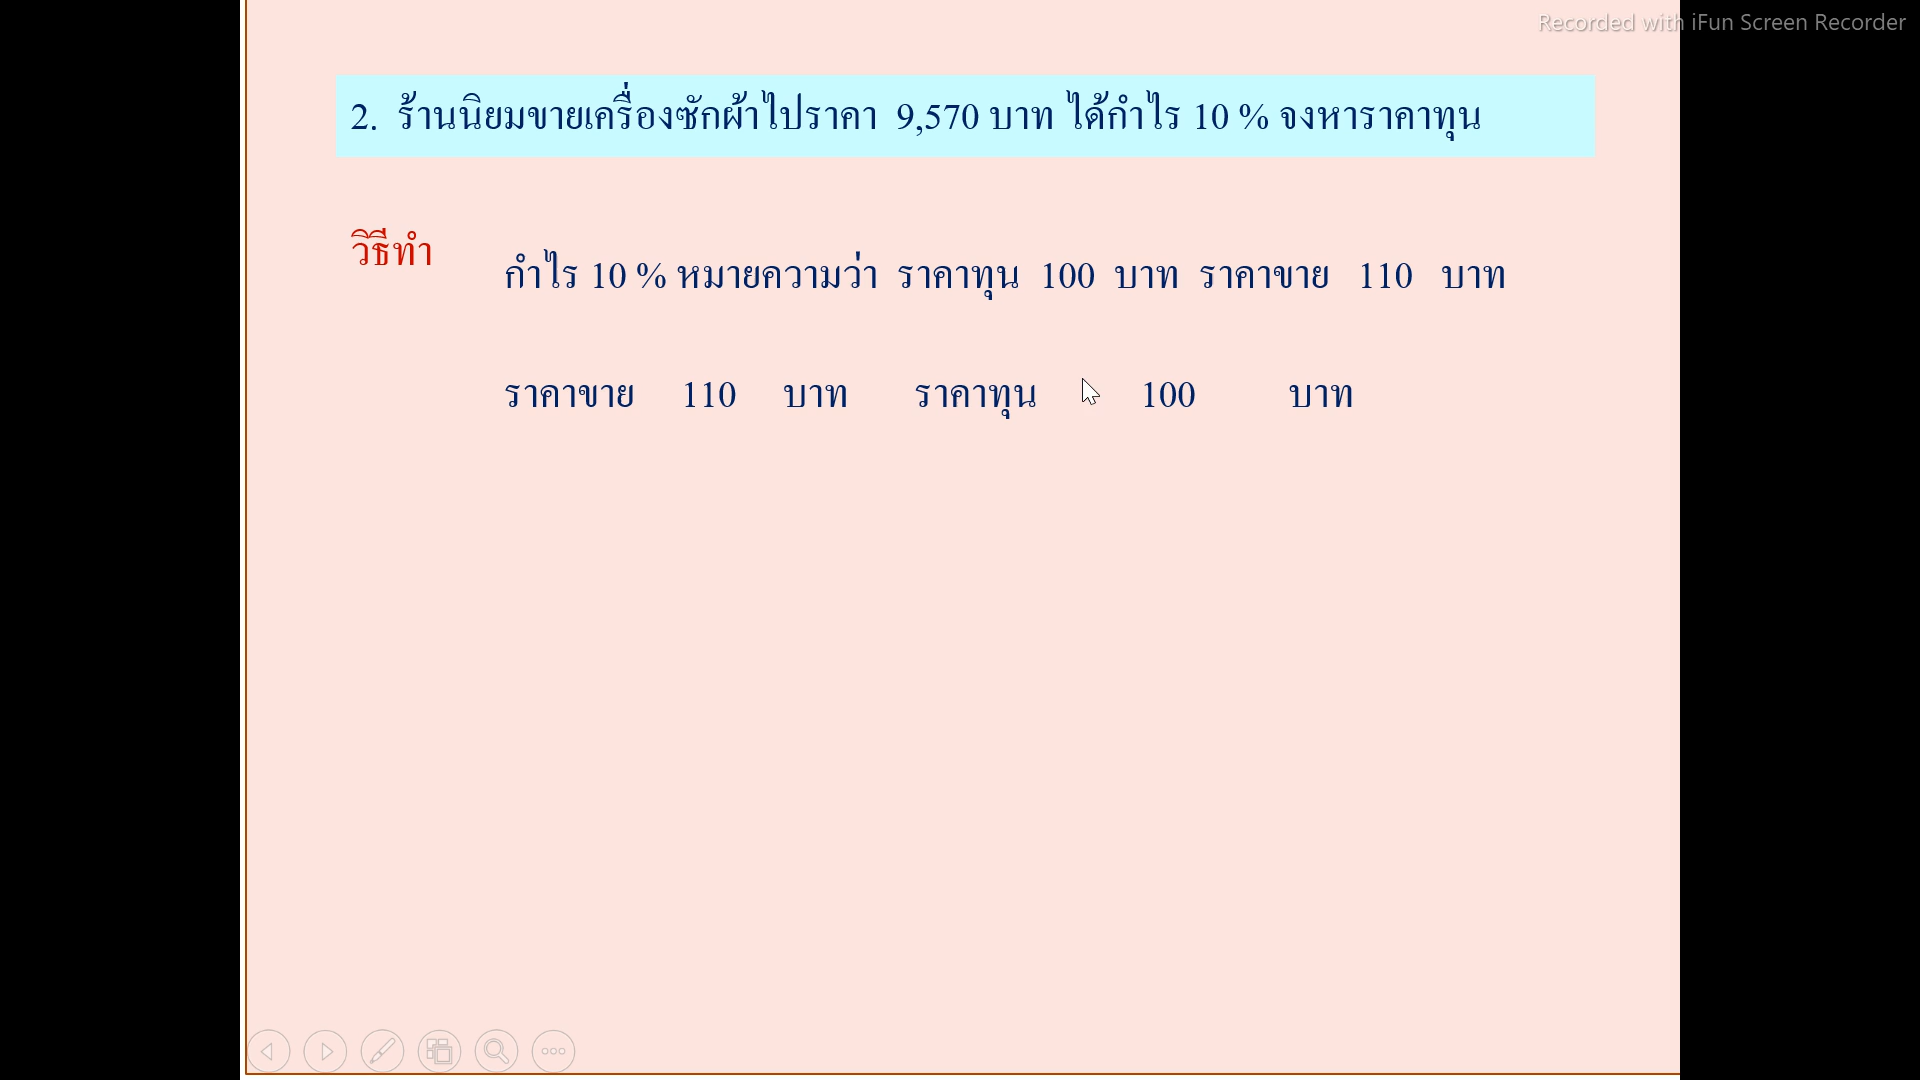 Recorded with iFun Screen Recorder
2. ร้านนิยมขายเครื่องซักผ้าไปราคา 9,570 บาท ได้กำไร 10 % จงหาราคาทุน
วิธีทำ
กำไร 10 % หมายความว่า ราคาทุน 100 บาท ราคาขาย 110 บาท
ราคาขาย 110 บาท ราคาทุน 100 บาท